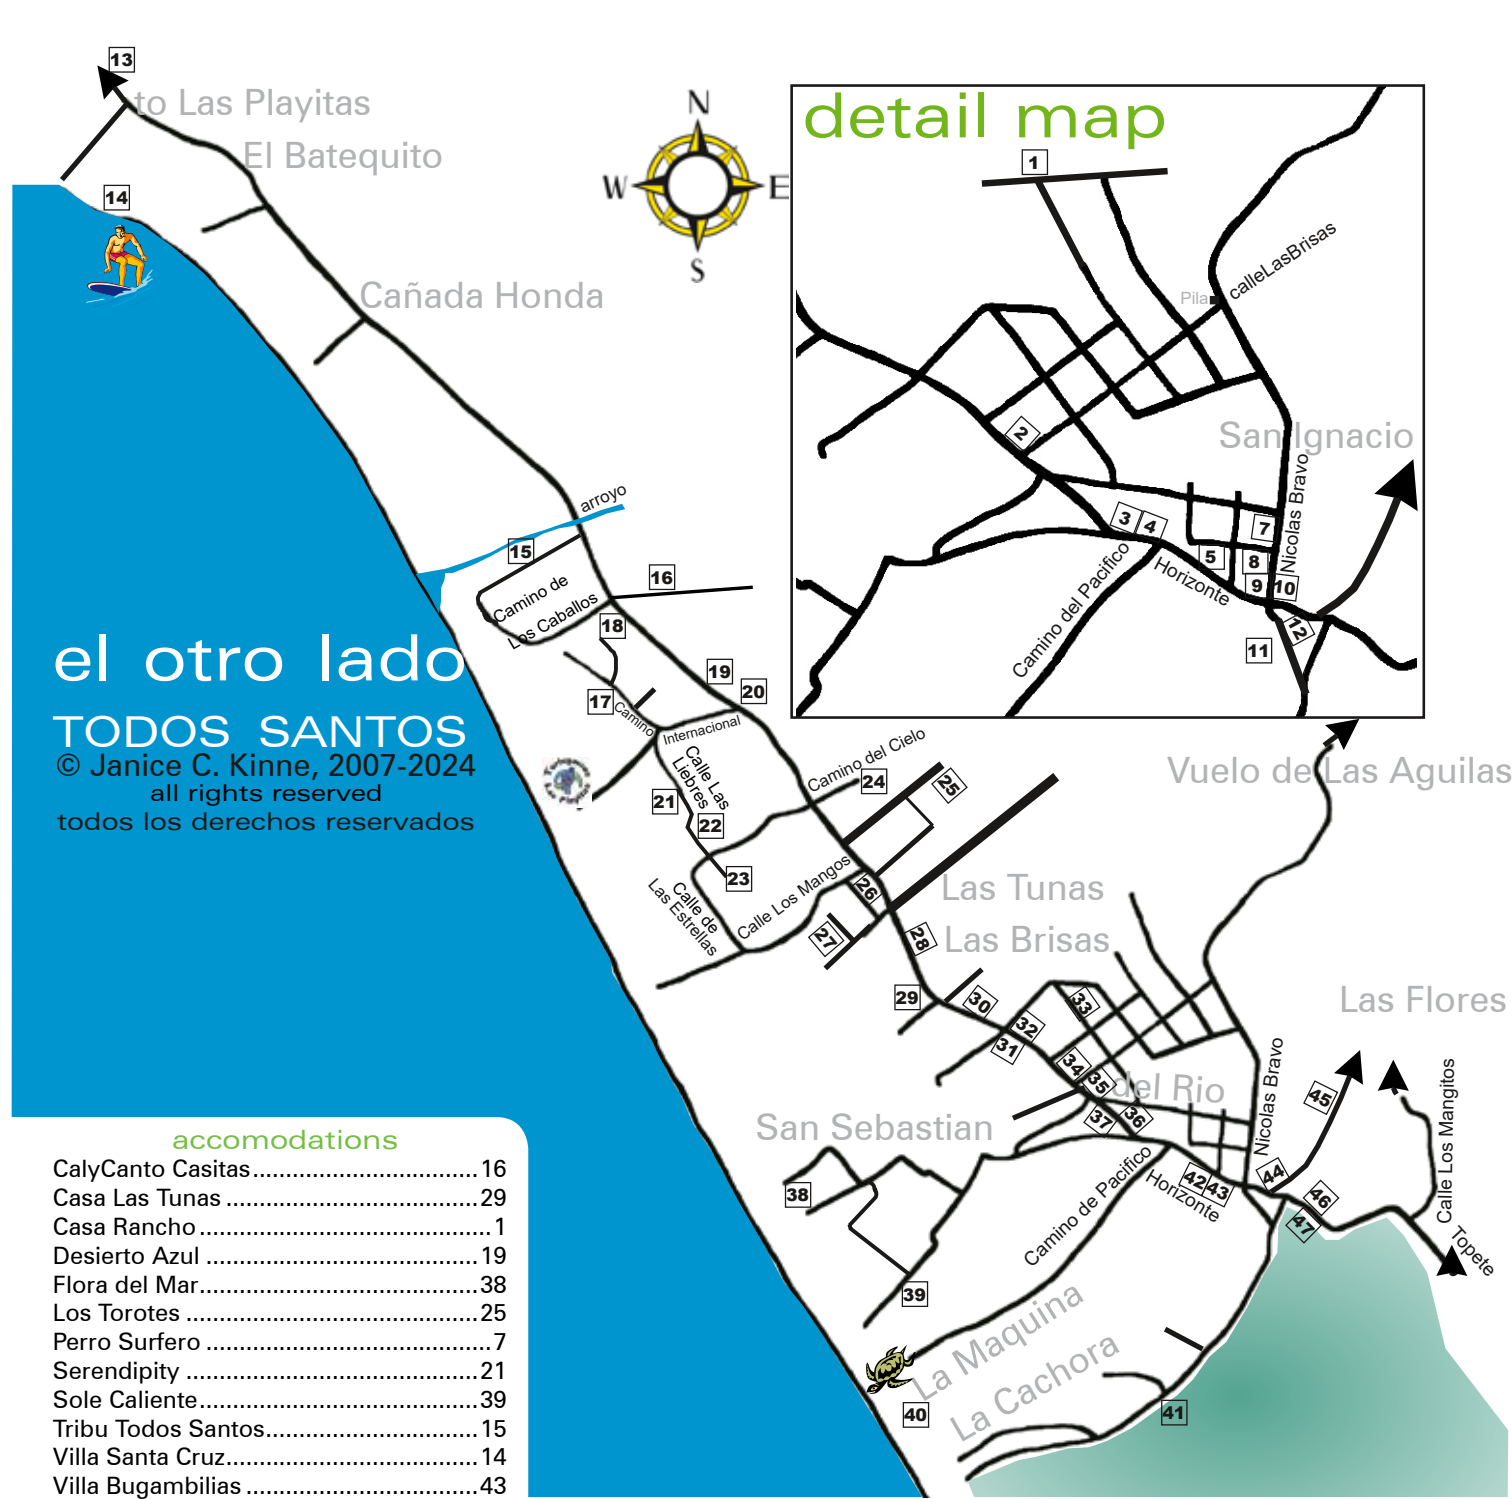 13
to Las Playitas
El Batequito
14
N
W
E
S
Cañada Honda
detail map
1
calleLasBrisas
Pila
2
San Ignacio
Nicolas Bravo
3
4
7
5
8
9
10
Horizonte
Camino del Pacifico
12
11
arroyo
15
Camino de
Los Caballos
16
18
17
Camino
Internacional
19
20
el otro lado
TODOS SANTOS
© Janice C. Kinne, 2007-2024
all rights reserved
todos los derechos reservados
Calle Las
Liebres
21
22
23
Camino del Cielo
24
25
Calle de
Las Estrellas
Calle Los Mangos
26
27
28
Vuelo de Las Aguilas
Las Tunas
Las Brisas
29
30
31
32
33
Las Flores
34
35
del Rio
36
37
Nicolas Bravo
45
Calle Los Mangitos
San Sebastian
38
Camino de Pacifico
Horizonte
42
43
44
46
47
Topete
39
La Maquina
La Cachora
40
41
accomodations
CalyCanto Casitas..................................16
Casa Las Tunas ......................................29
Casa Rancho...........................................1
Desierto Azul .........................................19
Flora del Mar..........................................38
Los Torotes ............................................25
Perro Surfero ..........................................7
Serendipity ............................................21
Sole Caliente..........................................39
Tribu Todos Santos................................15
Villa Santa Cruz......................................14
Villa Bugambilias ...................................43